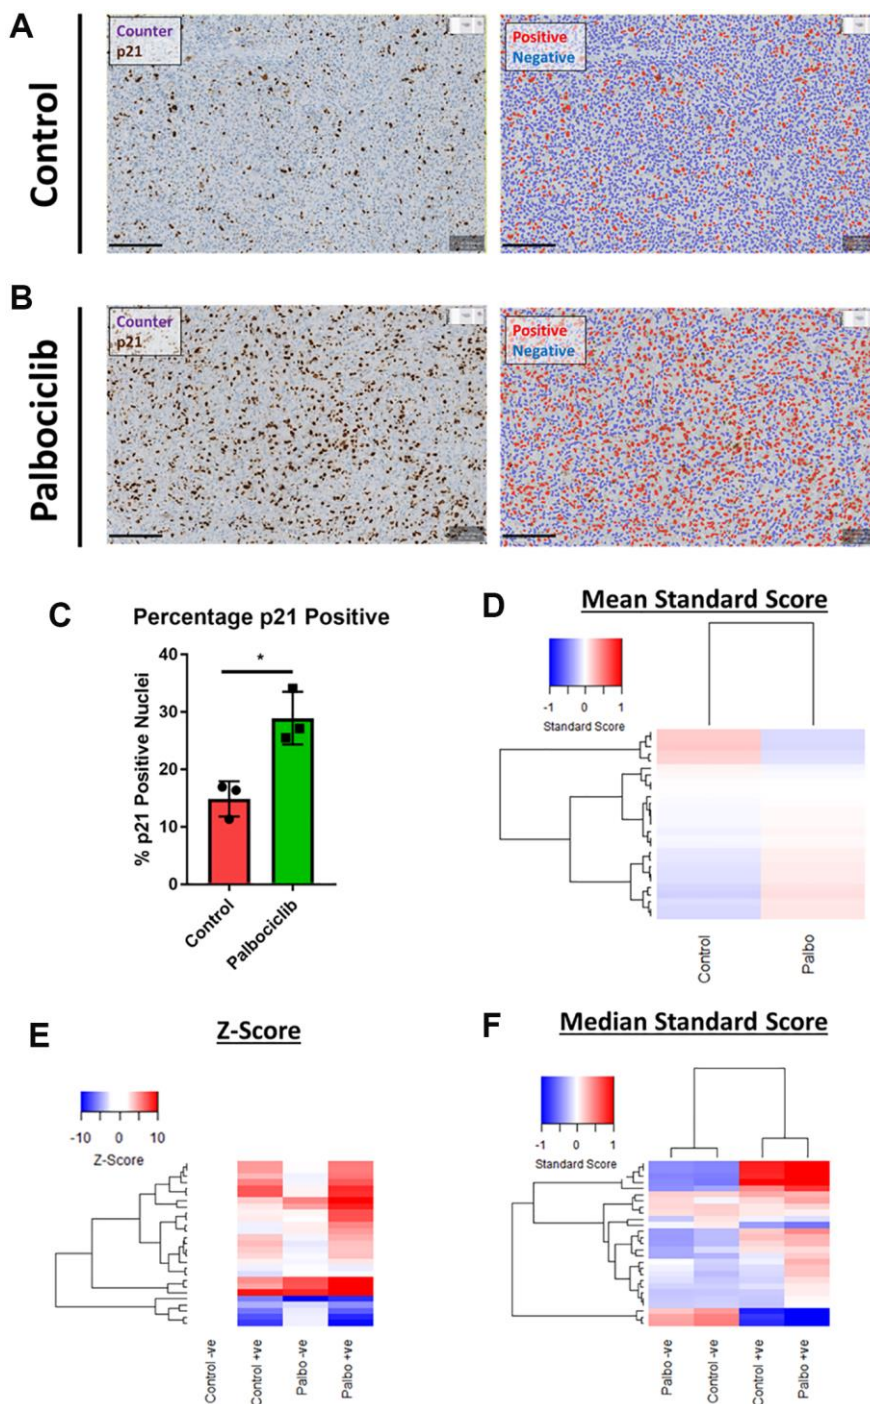 A
Control
Counter
p21
Positive
Negative
B
Palbociclib
Counter
p21
Positive
Negative
C
Percentage p21 Positive
% p21 Positive Nuclei
40
30
20
10
0
*
Control
Palbociclib
D
Mean Standard Score
-1 0 1
Standard Score
Control
Palbo
E
Z-Score
-10 0 10
Z-Score
Control -ve
Control +ve
Palbo -ve
Palbo +ve
F
Median Standard Score
-1 0 1
Standard Score
Palbo -ve
Control -ve
Control +ve
Palbo +ve